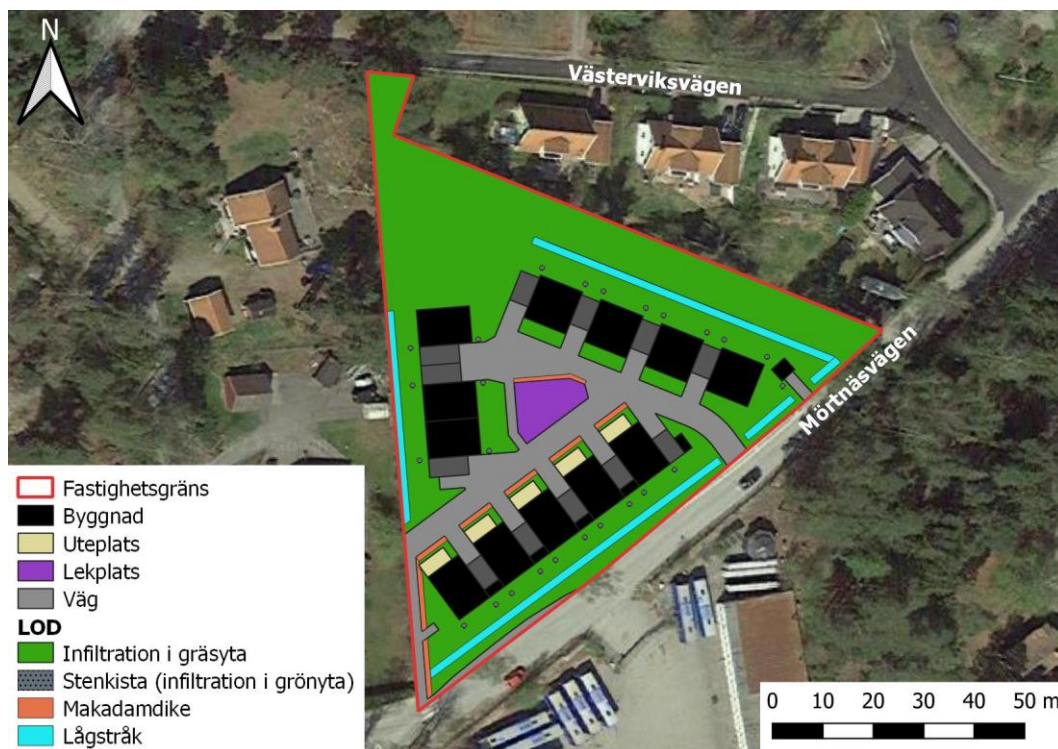 N
Västerviksvägen
Mörtnäsvägen
Fastighetsgräns
Byggnad
Uteplats
Lekplats
Väg
LOD
Infiltration i gräsyta
Stenkista (infiltration i grönyta)
Makadamdike
Lågstråk
0 10 20 30 40 50 m